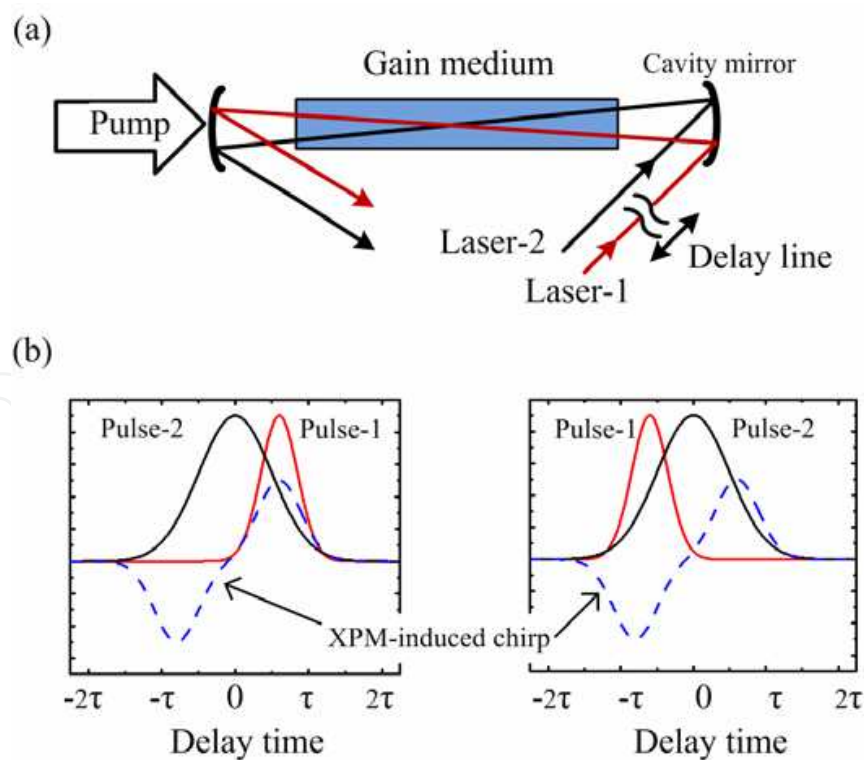 (a)
Gain medium
Cavity mirror
Pump
Laser-2
Delay line
Laser-1
(b)
Pulse-2 Pulse-1
Pulse-1 Pulse-2
XPM-induced chirp
-2τ -τ 0 τ 2τ
-2τ -τ 0 τ 2τ
Delay time
Delay time